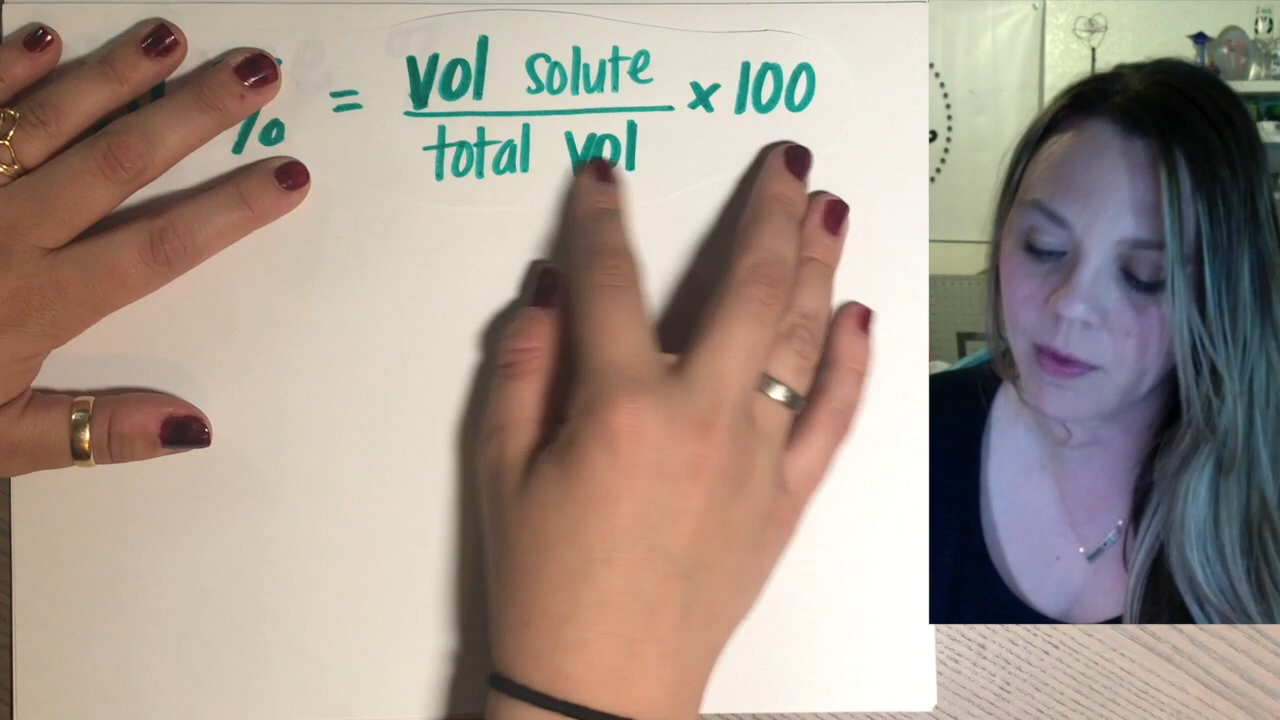 % = vol solute x 100
total vol